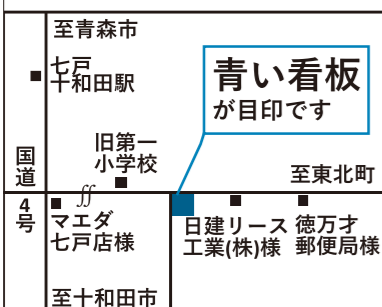 至青森市
七戸
十和田駅
青い看板
が目印です
旧第一
小学校
国道
4号
至東北町
マエダ
七戸店様
日建リース
工業(株)様
徳万才
郵便局様
至十和田市